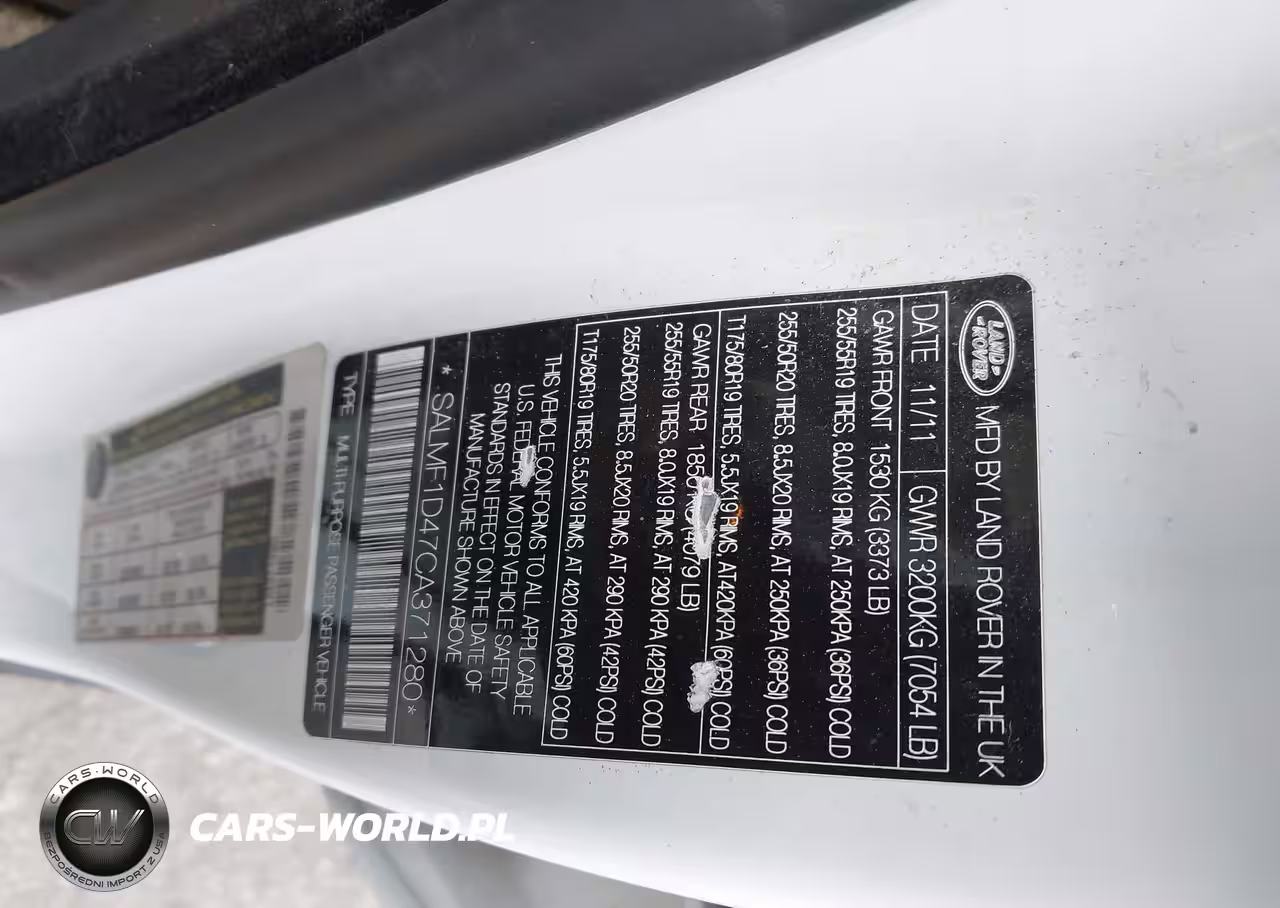 LAND ROVER
MFD BY LAND ROVER IN THE UK
DATE 11/11 GVWR 3200KG (7054 LB)
GAWR FRONT 1530 KG (3373 LB)
255/55R19 TIRES, 8.0JX19 RIMS, AT 250KPA (36PSI) COLD
255/50R20 TIRES, 8.5JX20 RIMS, AT 250KPA (36PSI) COLD
T175/80R19 TIRES, 5.5JX19 RIMS, AT420KPA (60PSI) COLD
GAWR REAR (4079 LB)
255/55R19 TIRES, 8.0JX19 RIMS, AT 290 KPA (42PSI) COLD
255/50R20 TIRES, 8.5JX20 RIMS, AT 290 KPA (42PSI) COLD
T175/80R19 TIRES, 5.5JX19 RIMS, AT 420 KPA (60PSI) COLD
THIS VEHICLE CONFORMS TO ALL APPLICABLE
U.S. FEDERAL MOTOR VEHICLE SAFETY
STANDARDS IN EFFECT ON THE DATE OF
MANUFACTURE SHOWN ABOVE
* SALMF1D47CA371280*
TYPE MULTI-PURPOSE PASSENGER VEHICLE
CARS-WORLD
CW
BEZPOŚREDNI IMPORT Z USA
CARS-WORLD.PL